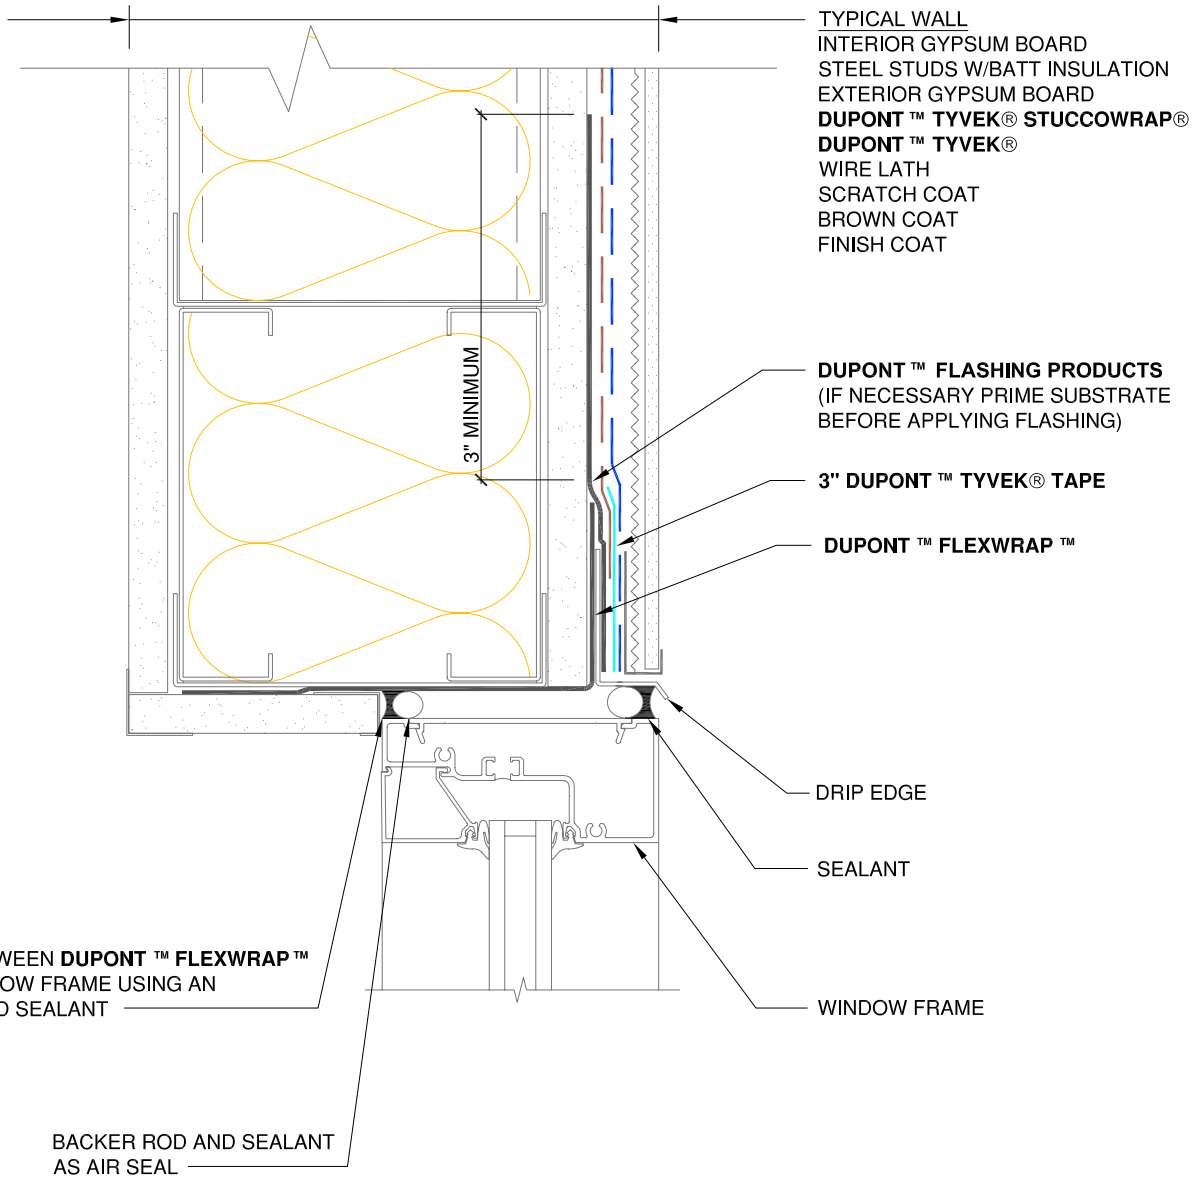 TYPICAL WALL
INTERIOR GYPSUM BOARD
STEEL STUDS W/BATT INSULATION
EXTERIOR GYPSUM BOARD
DUPONT ™ TYVEK® STUCCOWRAP®
DUPONT ™ TYVEK®
WIRE LATH
SCRATCH COAT
BROWN COAT
FINISH COAT
3" MINIMUM
DUPONT ™ FLASHING PRODUCTS
(IF NECESSARY PRIME SUBSTRATE
BEFORE APPLYING FLASHING)
3" DUPONT ™ TYVEK® TAPE
DUPONT ™ FLEXWRAP ™
DRIP EDGE
SEALANT
WINDOW FRAME
DUPONT ™ FLEXWRAP ™
FRAME USING AN
SEALANT
BACKER ROD AND SEALANT
AS AIR SEAL